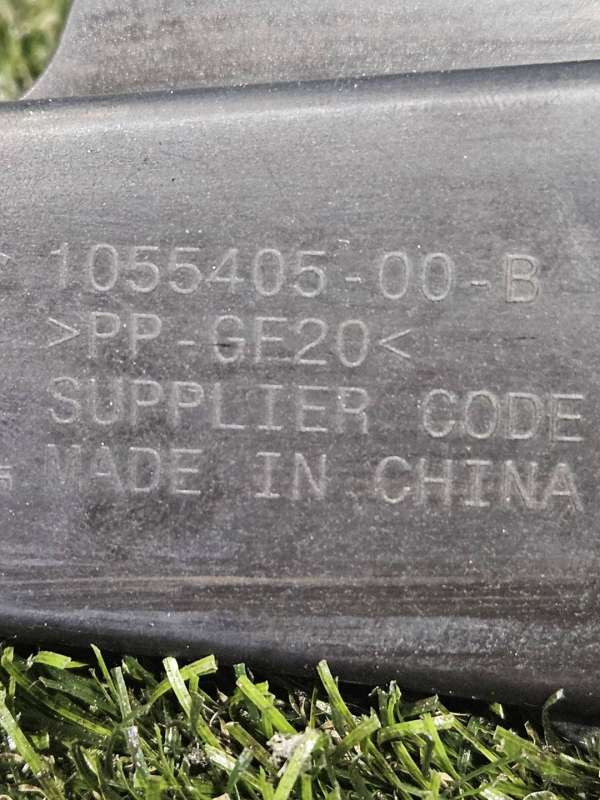 1055405-00-B
>PP-GF20<
SUPPLIER CODE
MADE IN CHINA